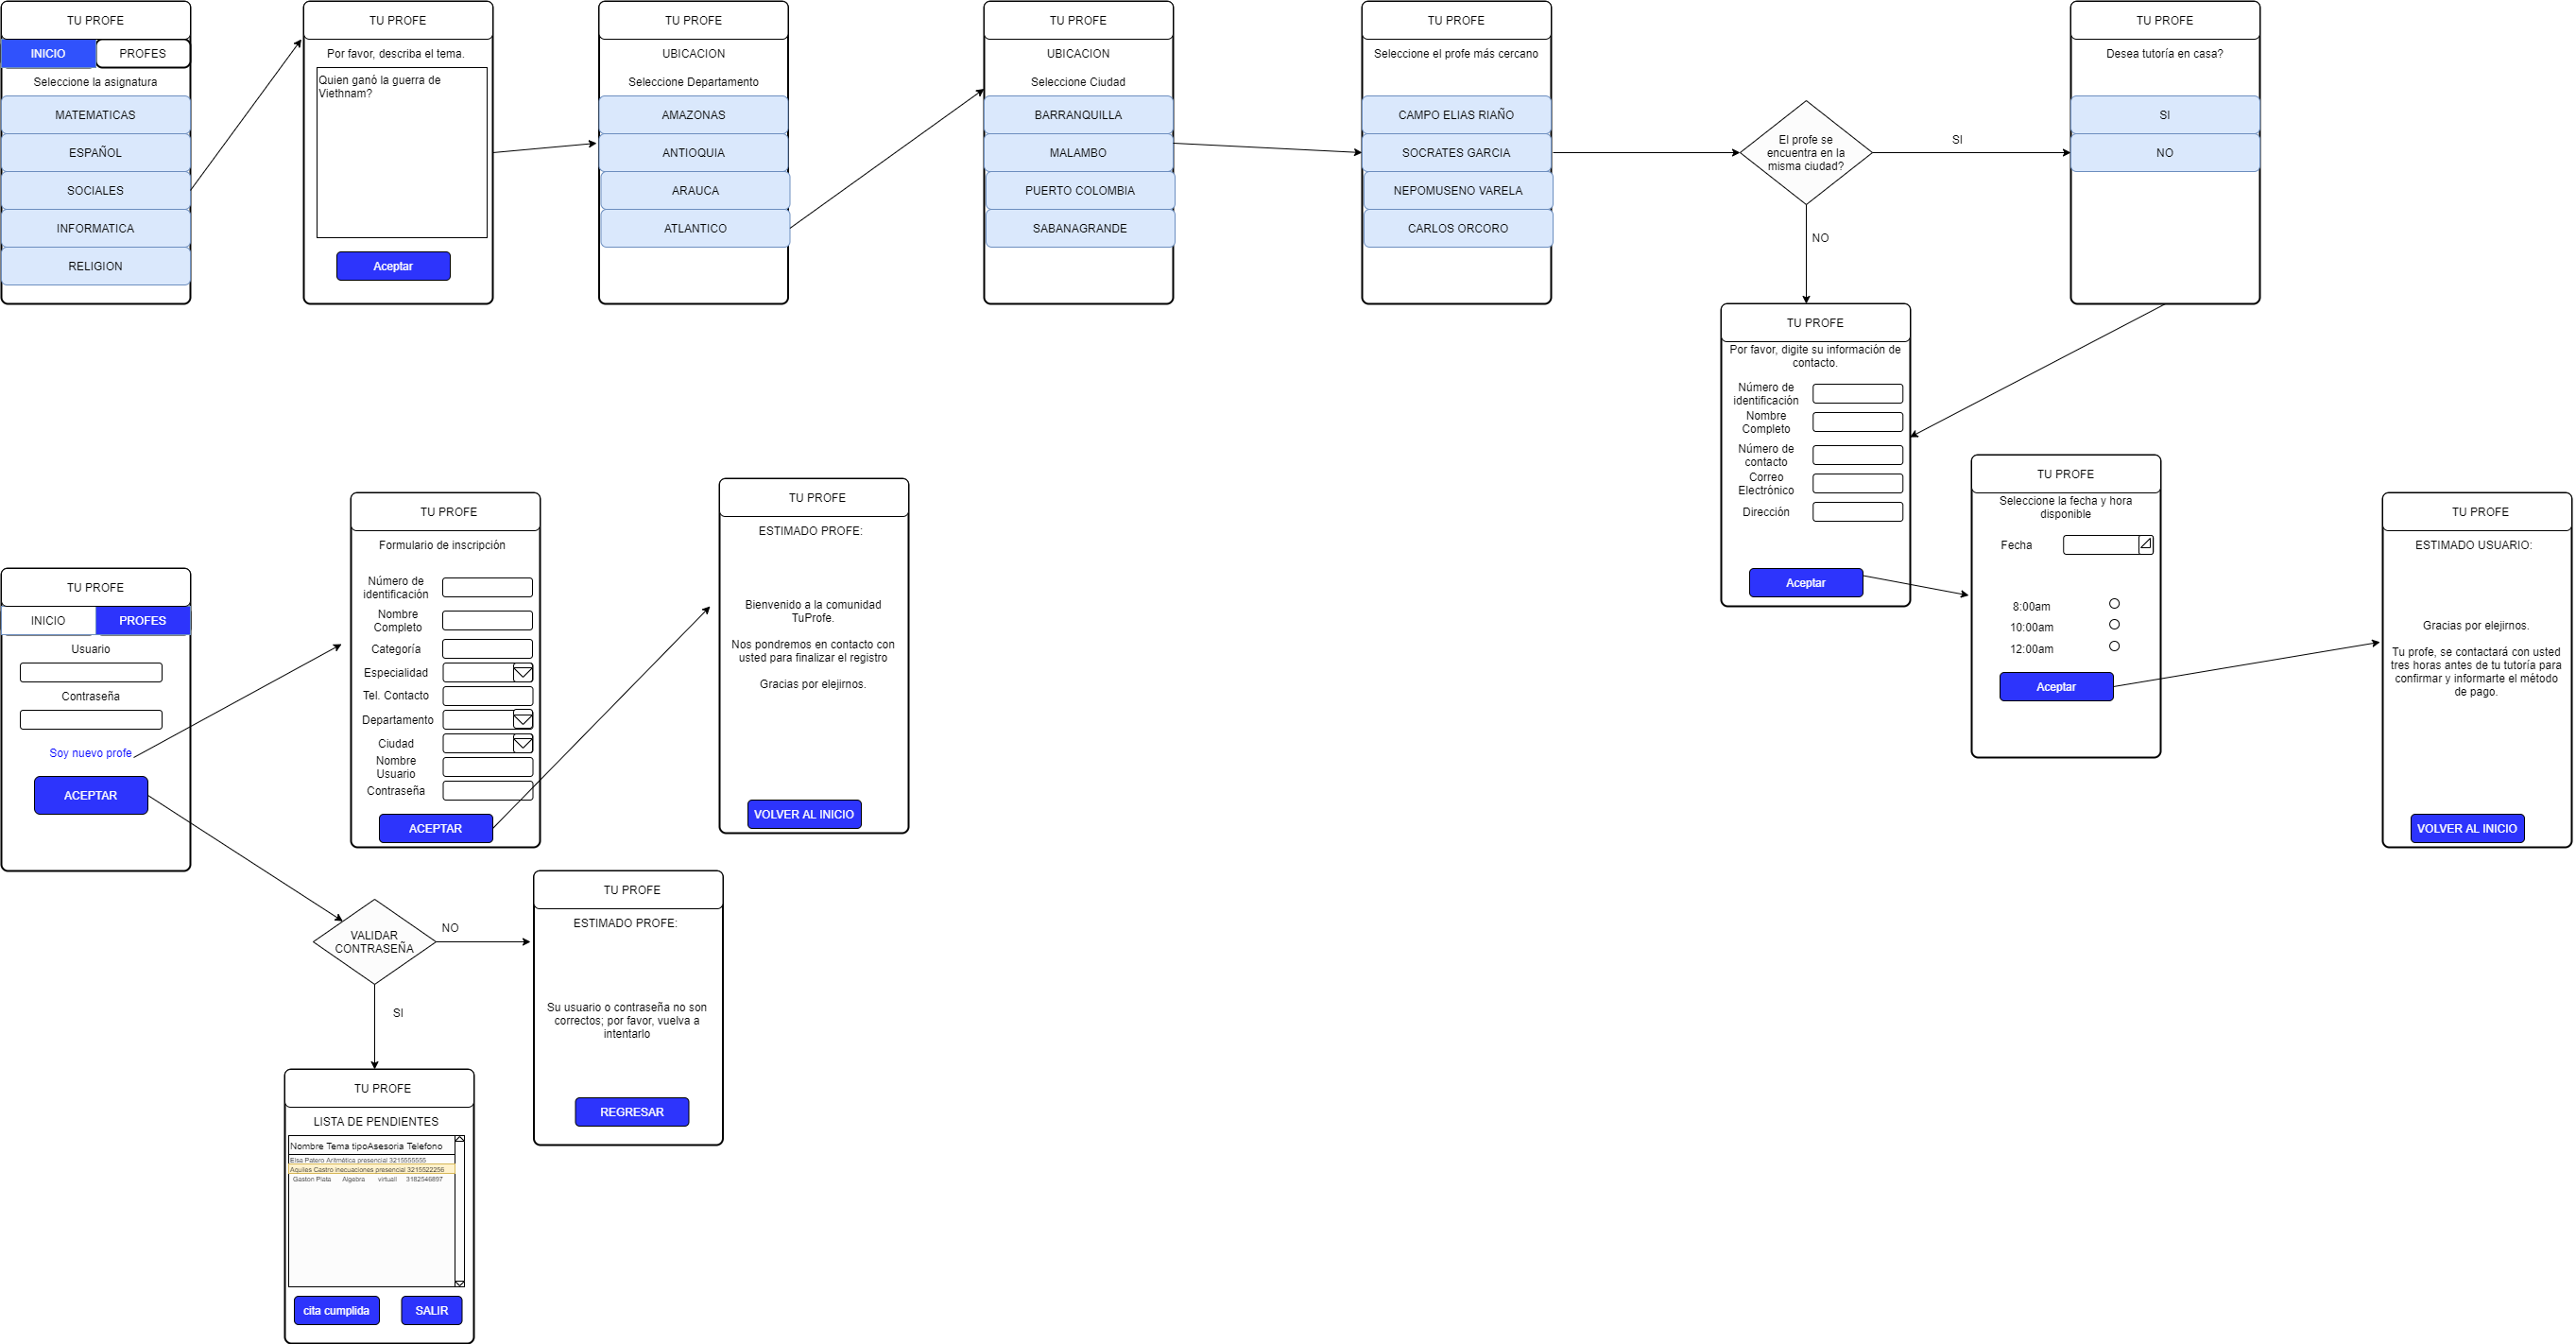 TU PROFE
INICIO
PROFES
Seleccione la asignatura
MATEMATICAS
ESPAÑOL
SOCIALES
INFORMATICA
RELIGION
TU PROFE
Por favor, describa el tema.
Quien ganó la guerra de
Viethnam?
Aceptar
TU PROFE
UBICACION
Seleccione Departamento
AMAZONAS
ANTIOQUIA
ARAUCA
ATLANTICO
TU PROFE
UBICACION
Seleccione Ciudad
BARRANQUILLA
MALAMBO
PUERTO COLOMBIA
SABANAGRANDE
TU PROFE
Seleccione el profe más cercano
CAMPO ELIAS RIAÑO
SOCRATES GARCIA
NEPOMUSENO VARELA
CARLOS ORCORO
El profe se
encuentra en la
misma ciudad?
SI
NO
TU PROFE
Desea tutoría en casa?
SI
NO
TU PROFE
Por favor, digite su información de
contacto.
Número de
identificación
Nombre
Completo
Número de
contacto
Correo
Electrónico
Dirección
Aceptar
TU PROFE
Seleccione la fecha y hora
disponible
Fecha
8:00am
10:00am
12:00am
Aceptar
TU PROFE
ESTIMADO USUARIO:
Gracias por elejirnos.
Tu profe, se contactará con usted
tres horas antes de tu tutoría para
confirmar y informarte el método
de pago.
VOLVER AL INICIO
TU PROFE
INICIO
PROFES
Usuario
Contraseña
Soy nuevo profe
ACEPTAR
TU PROFE
Formulario de inscripción
Número de
identificación
Nombre
Completo
Categoría
Especialidad
Tel. Contacto
Departamento
Ciudad
Nombre
Usuario
Contraseña
ACEPTAR
TU PROFE
ESTIMADO PROFE:
Bienvenido a la comunidad
TuProfe.
Nos pondremos en contacto con
usted para finalizar el registro
Gracias por elejirnos.
VOLVER AL INICIO
VALIDAR
CONTRASEÑA
NO
SI
TU PROFE
ESTIMADO PROFE:
Su usuario o contraseña no son
correctos; por favor, vuelva a
intentarlo
REGRESAR
TU PROFE
LISTA DE PENDIENTES
Nombre Tema tipoAsesoria Telefono
Elsa Patero Aritmética presencial 3215555555
Aquiles Castro inecuaciones presencial 3215522256
Gaston Plata Algebra virtuall 3182546897
cita cumplida
SALIR